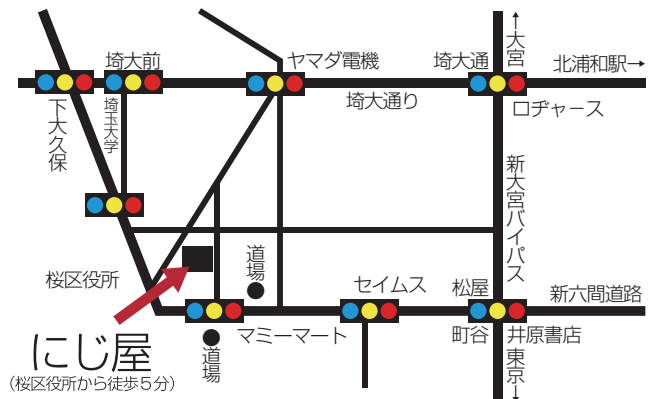 ↑大宮
埼大前
ヤマダ電機
埼大通
北浦和駅→
埼大通り
ロヂャース
下大久保
埼玉大学
新大宮バイパス
道場
桜区役所
セイムス
松屋
新六間道路
マミーマート
町谷
井原書店
道場
東京→
にじ屋
(桜区役所から徒歩5分)